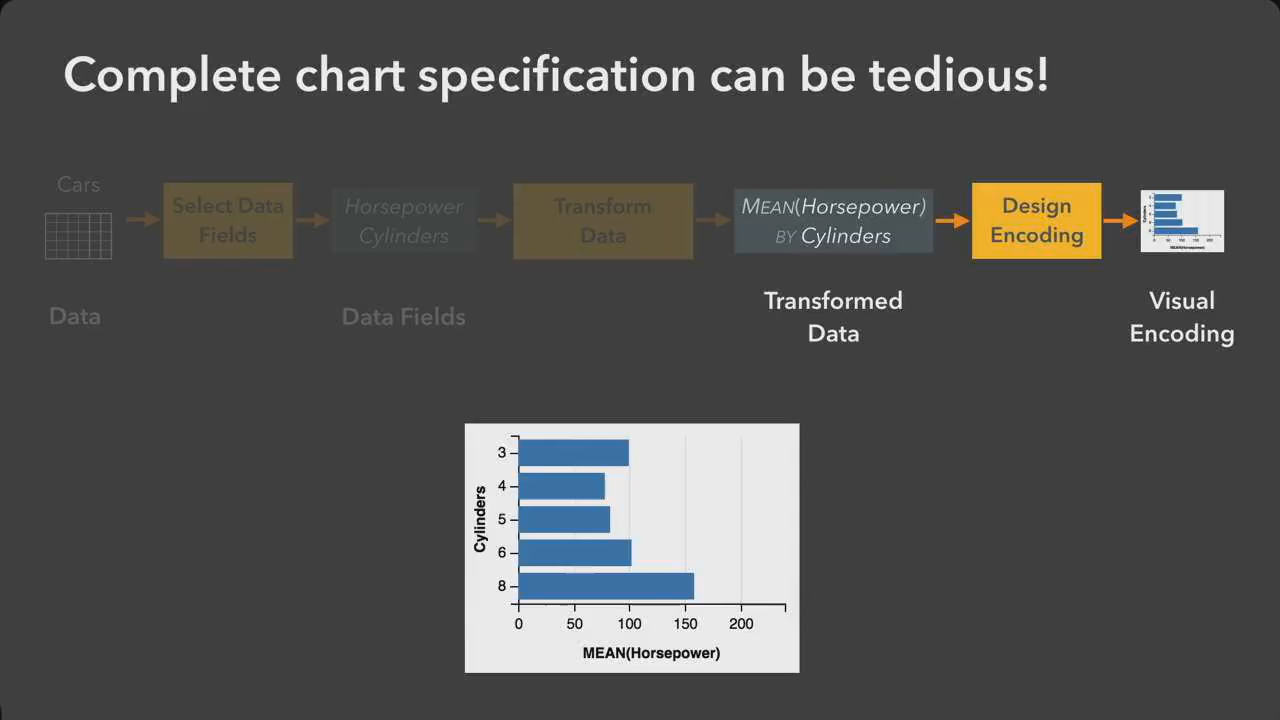 Complete chart specification can be tedious!
Cars
Select Data
Fields
Horsepower
Cylinders
Transform
Data
MEAN(Horsepower)
BY Cylinders
Design
Encoding
Data
Data Fields
Transformed
Data
Visual
Encoding
Cylinders
3
4
5
6
8
0 50 100 150 200
MEAN(Horsepower)